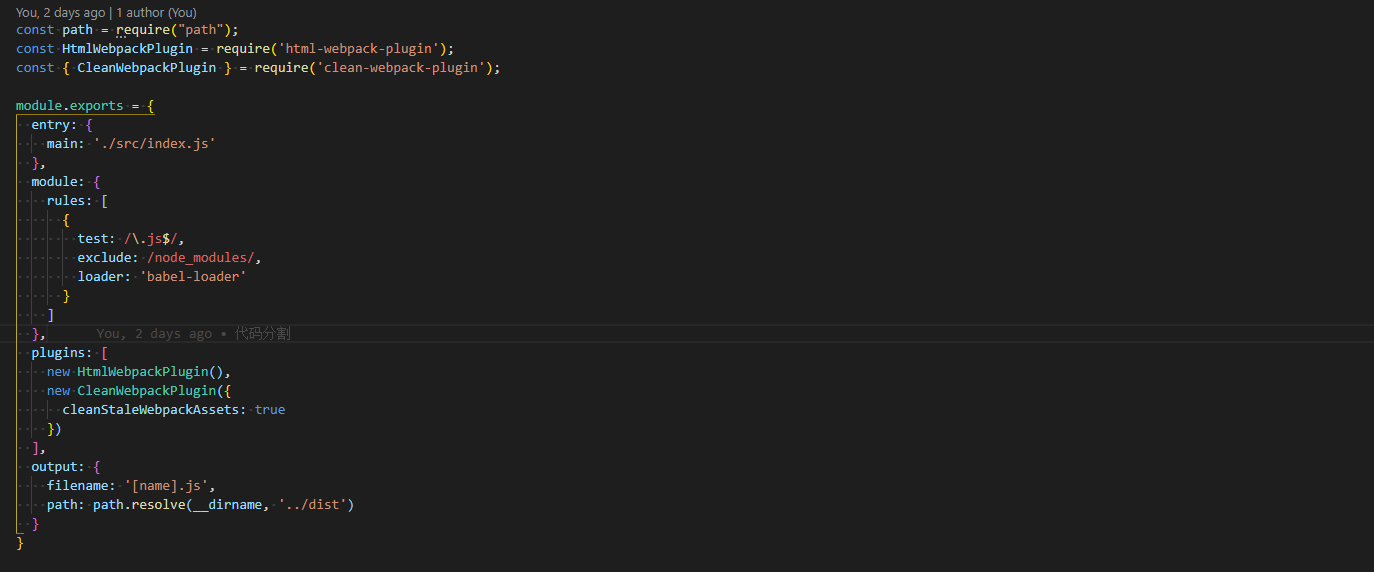 You, 2 days ago | 1 author (You)
const path = require("path");
const HtmlWebpackPlugin = require('html-webpack-plugin');
const { CleanWebpackPlugin } = require('clean-webpack-plugin');
module.exports = {
  entry: {
    main: './src/index.js'
  },
  module: {
    rules: [
      {
        test: /\.js$/,
        exclude: /node_modules/,
        loader: 'babel-loader'
      }
    ]
  },      You, 2 days ago • 代码分割
  plugins: [
    new HtmlWebpackPlugin(),
    new CleanWebpackPlugin({
      cleanStaleWebpackAssets: true
    })
  ],
  output: {
    filename: '[name].js',
    path: path.resolve(__dirname, '../dist')
  }
}